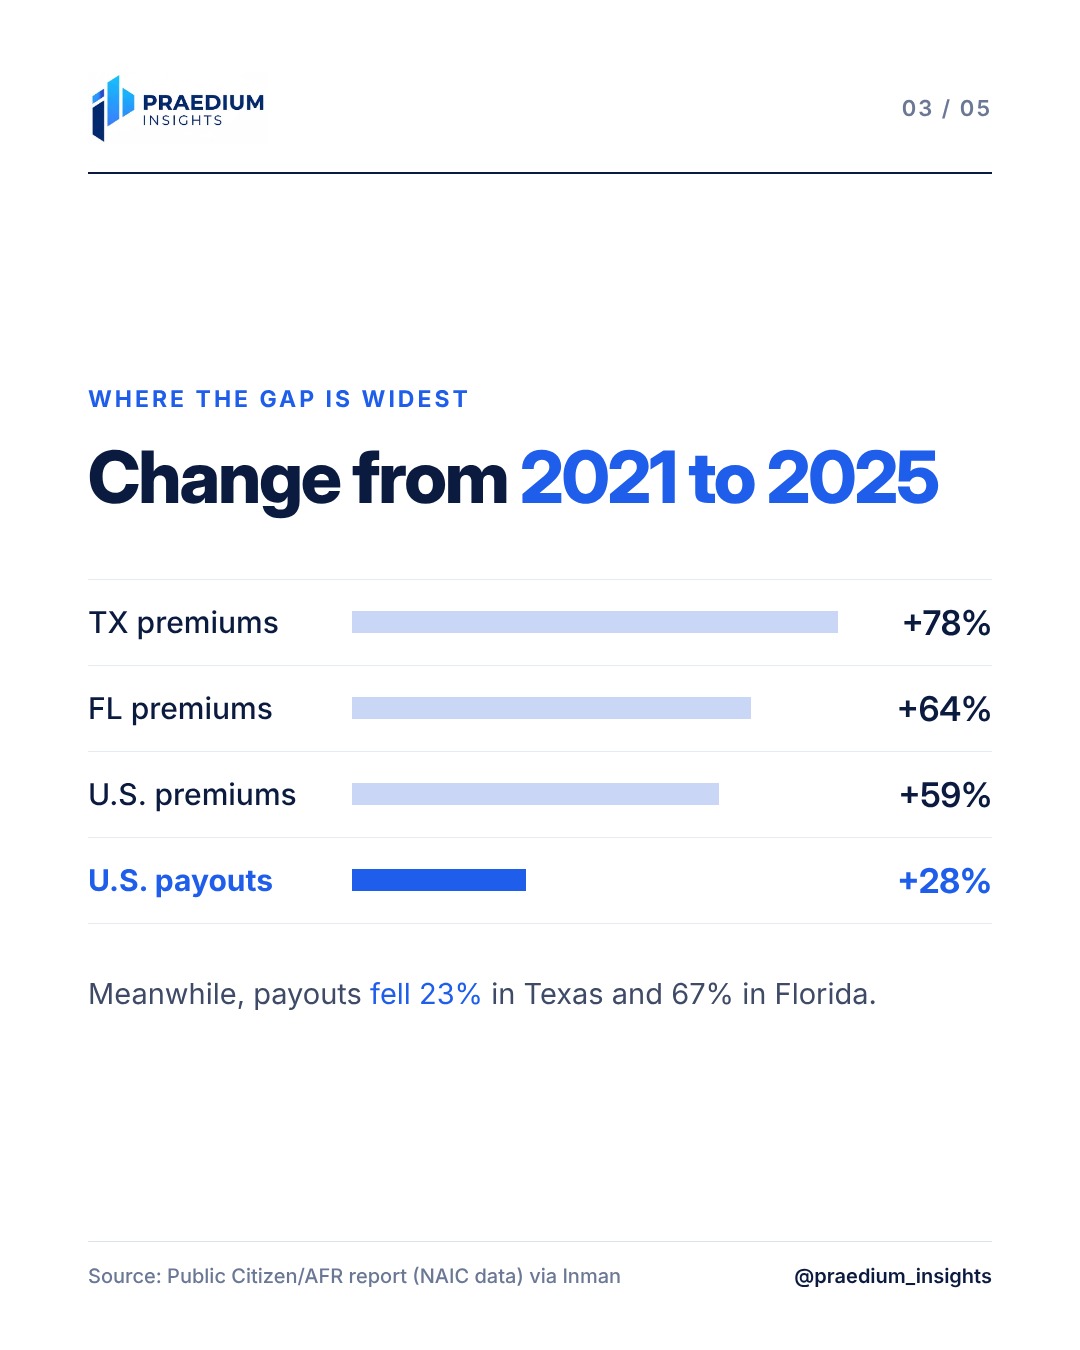 PRAEDIUM
INSIGHTS
03 / 05
WHERE THE GAP IS WIDEST
Change from 2021 to 2025
TX premiums +78%
FL premiums +64%
U.S. premiums +59%
U.S. payouts +28%
Meanwhile, payouts fell 23% in Texas and 67% in Florida.
Source: Public Citizen/AFR report (NAIC data) via Inman
@praedium_insights